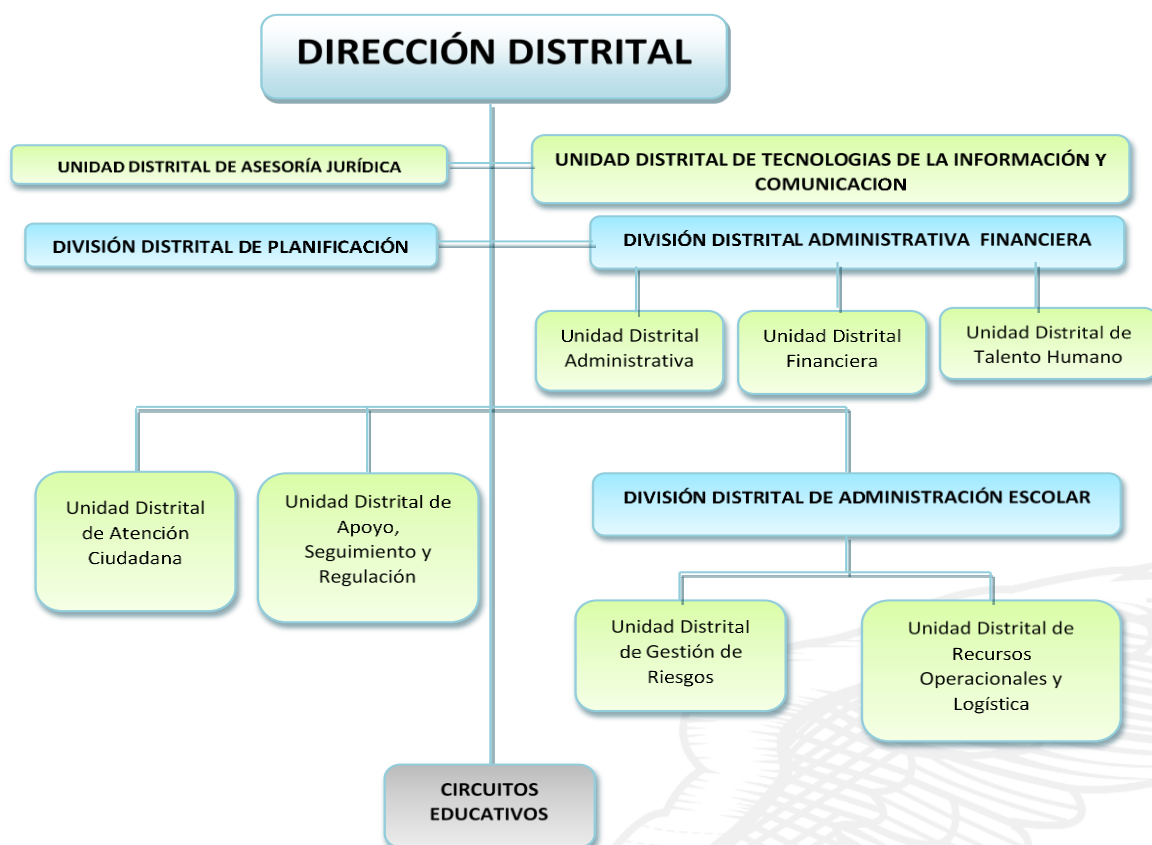 DIRECCIÓN DISTRITAL
UNIDAD DISTRITAL DE ASESORÍA JURÍDICA
UNIDAD DISTRITAL DE TECNOLOGIAS DE LA INFORMACIÓN Y
COMUNICACION
DIVISIÓN DISTRITAL DE PLANIFICACIÓN
DIVISIÓN DISTRITAL ADMINISTRATIVA FINANCIERA
Unidad Distrital
Administrativa
Unidad Distrital
Financiera
Unidad Distrital de
Talento Humano
Unidad Distrital
de Atención
Ciudadana
Unidad Distrital de
Apoyo,
Seguimiento y
Regulación
DIVISIÓN DISTRITAL DE ADMINISTRACIÓN ESCOLAR
Unidad Distrital
de Gestión de
Riesgos
Unidad Distrital de
Recursos
Operacionales y
Logística
CIRCUITOS
EDUCATIVOS